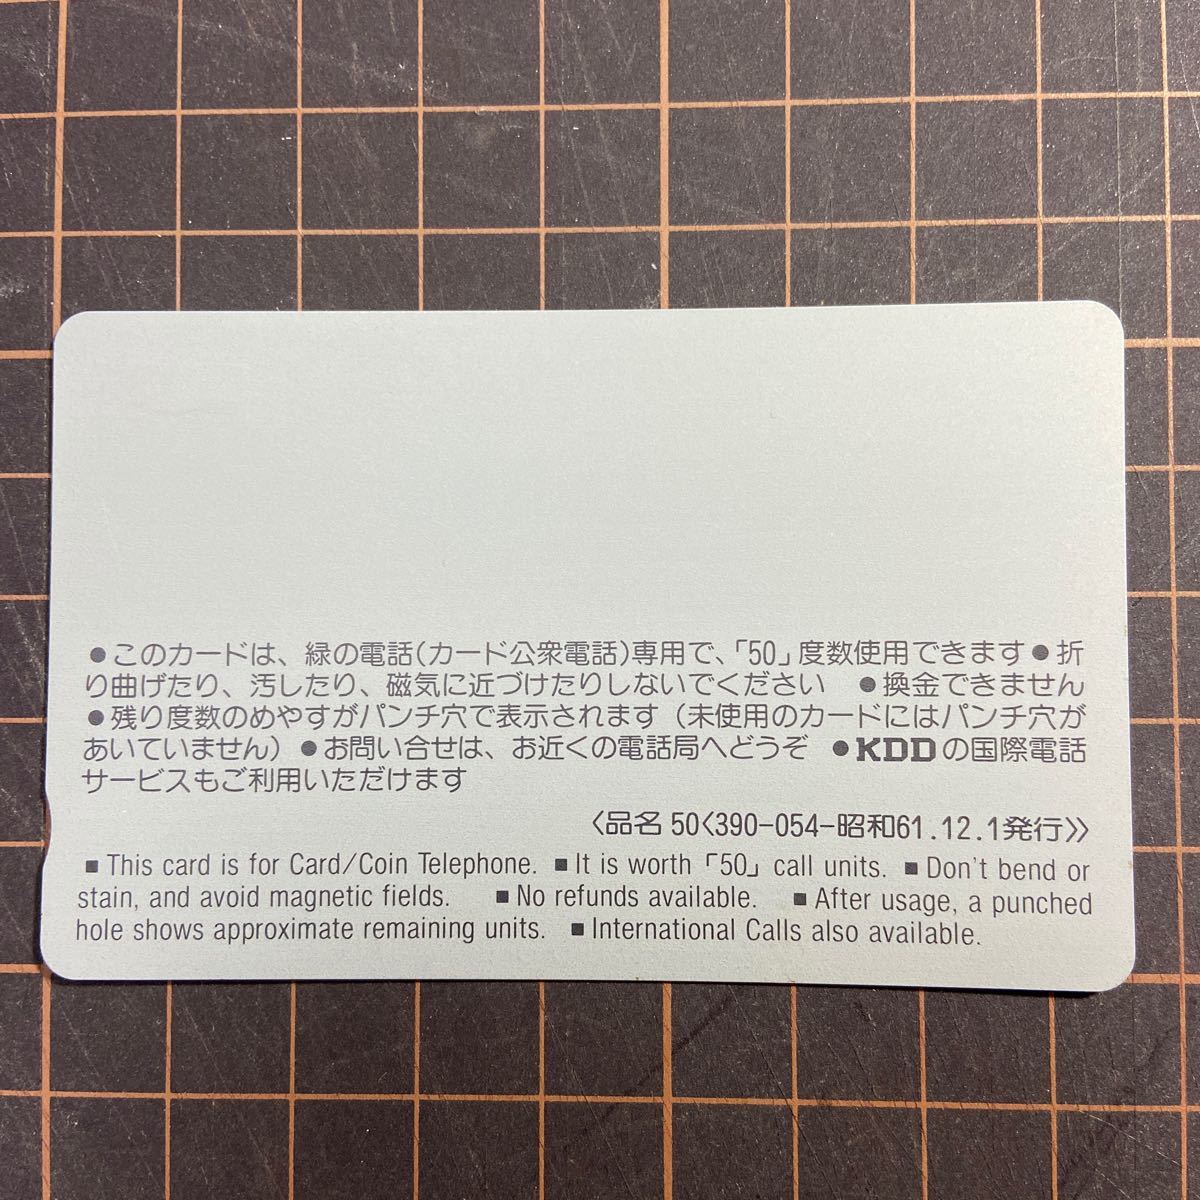 ●このカードは、緑の電話(カード公衆電話)専用で、「50」度数使用できます●折
り曲げたり、汚したり、磁気に近づけたりしないでください ●換金できません
●残り度数のめやすがパンチ穴で表示されます(未使用のカードにはパンチ穴が
あいていません)●お問い合せは、お近くの電話局へどうぞ ●KDDの国際電話
サービスもご利用いただけます
〈品名 50〈390-054-昭和61.12.1発行〉〉
■ This card is for Card/Coin Telephone. ■ It is worth「50」call units. ■ Don't bend or
stain, and avoid magnetic fields. ■ No refunds available. ■ After usage, a punched
hole shows approximate remaining units. ■ International Calls also available.